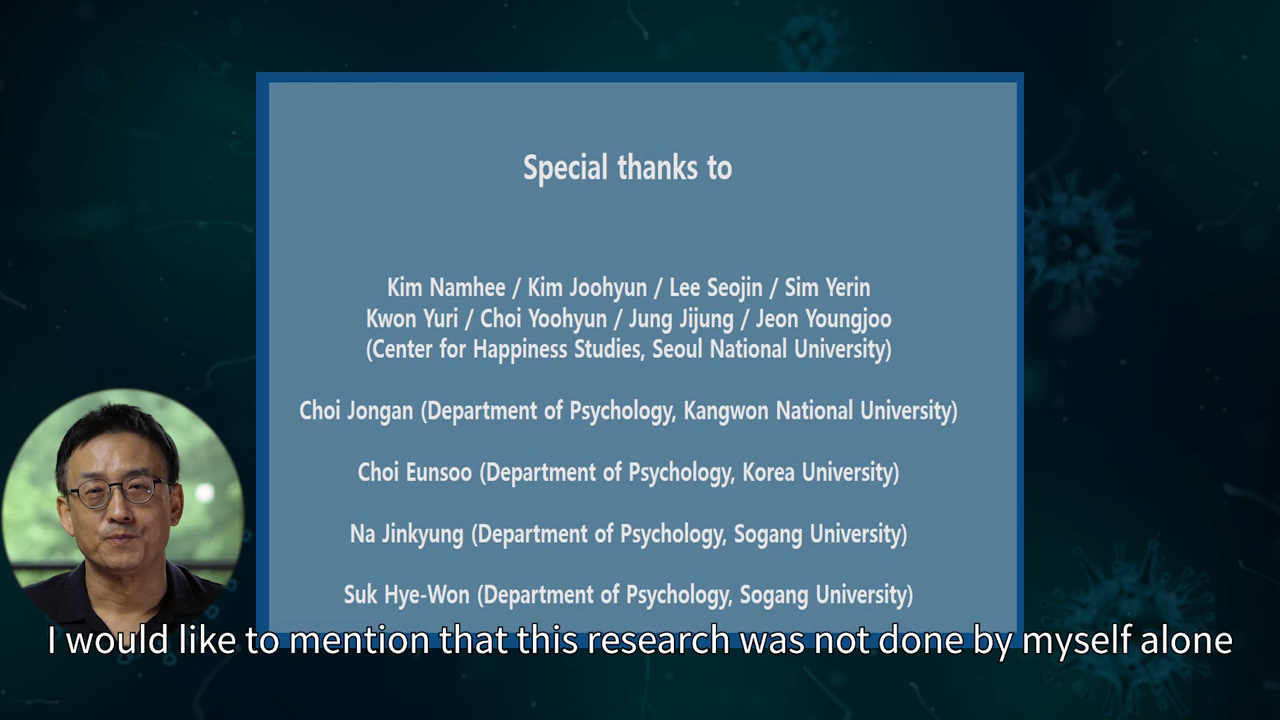 Special thanks to
Kim Namhee / Kim Joohyun / Lee Seojin / Sim Yerin
Kwon Yuri / Choi Yoohyun / Jung Jijung / Jeon Youngjoo
(Center for Happiness Studies, Seoul National University)
Choi Jongan (Department of Psychology, Kangwon National University)
Choi Eunsoo (Department of Psychology, Korea University)
Na Jinkyung (Department of Psychology, Sogang University)
Suk Hye-Won (Department of Psychology, Sogang University)
I would like to mention that this research was not done by myself alone